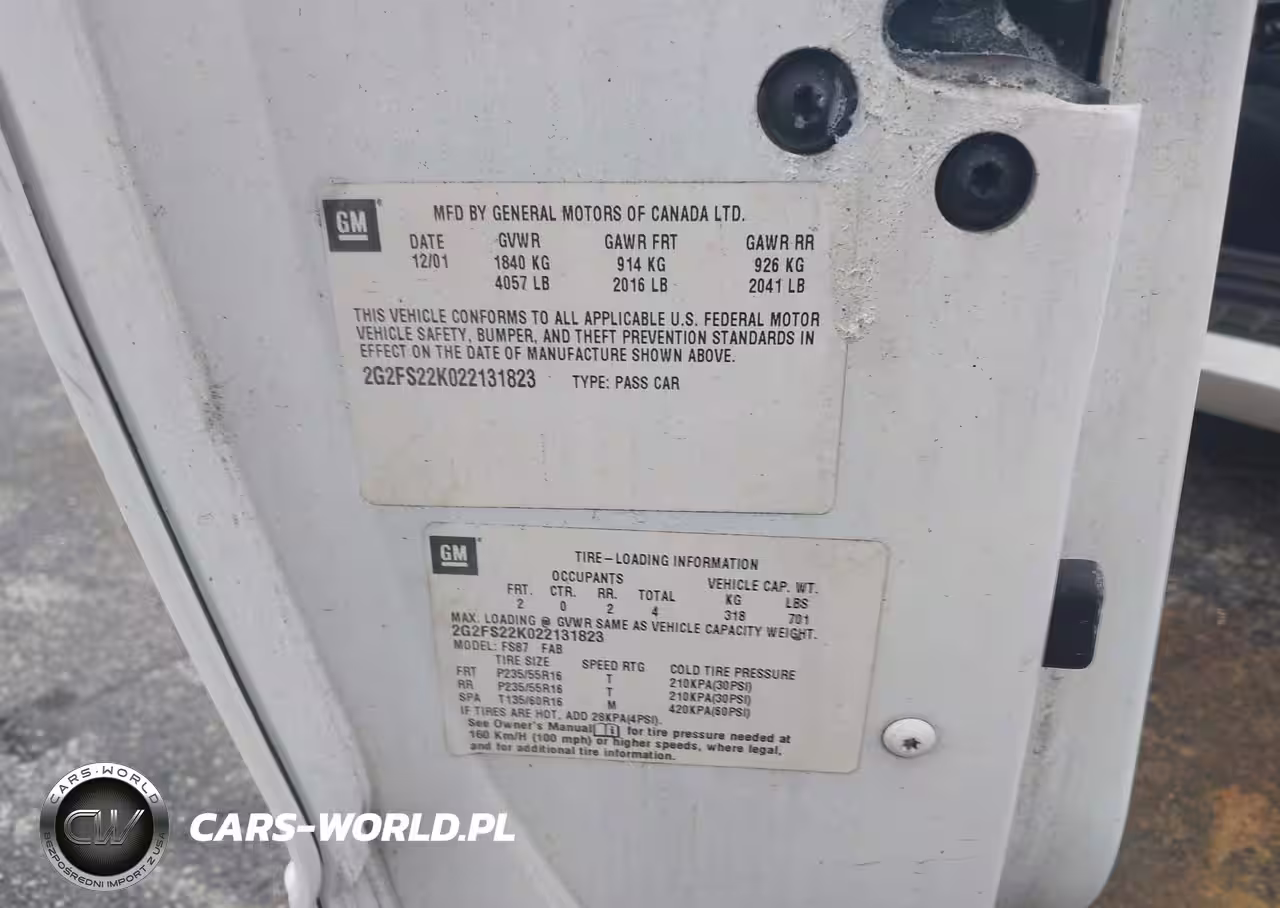 GM
MFD BY GENERAL MOTORS OF CANADA LTD.
DATE GVWR GAWR FRT GAWR RR
12/01 1840 KG 914 KG 926 KG
4057 LB 2016 LB 2041 LB
THIS VEHICLE CONFORMS TO ALL APPLICABLE U.S. FEDERAL MOTOR
VEHICLE SAFETY, BUMPER, AND THEFT PREVENTION STANDARDS IN
EFFECT ON THE DATE OF MANUFACTURE SHOWN ABOVE.
2G2FS22K022131823 TYPE: PASS CAR
GM
TIRE-LOADING INFORMATION
OCCUPANTS VEHICLE CAP. WT.
FRT. CTR. RR. TOTAL KG LBS
2 0 2 4 318 701
MAX. LOADING @ GVWR SAME AS VEHICLE CAPACITY WEIGHT.
2G2FS22K022131823
MODEL: FS87 FAB
TIRE SIZE SPEED RTG COLD TIRE PRESSURE
FRT P235/55R16 T 210KPA(30PSI)
RR P235/55R16 T 210KPA(30PSI)
SPA T135/60R16 M 420KPA(60PSI)
IF TIRES ARE HOT, ADD 28KPA(4PSI).
See Owner's Manual [i] for tire pressure needed at
160 Km/H (100 mph) or higher speeds, where legal,
and for additional tire information.
CARS-WORLD
CW
BEZPOŚREDNI IMPORT Z USA
CARS-WORLD.PL